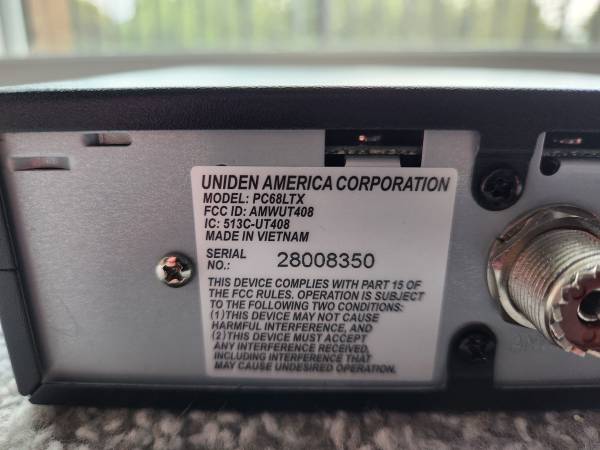 UNIDEN AMERICA CORPORATION
MODEL: PC68LTX
FCC ID: AMWUT408
IC: 513C-UT408
MADE IN VIETNAM
SERIAL
NO.: 28008350
THIS DEVICE COMPLIES WITH PART 15 OF
THE FCC RULES. OPERATION IS SUBJECT
TO THE FOLLOWING TWO CONDITIONS:
(1) THIS DEVICE MAY NOT CAUSE
HARMFUL INTERFERENCE, AND
(2) THIS DEVICE MUST ACCEPT
ANY INTERFERENCE RECEIVED,
INCLUDING INTERFERENCE THAT
MAY CAUSE UNDESIRED OPERATION.